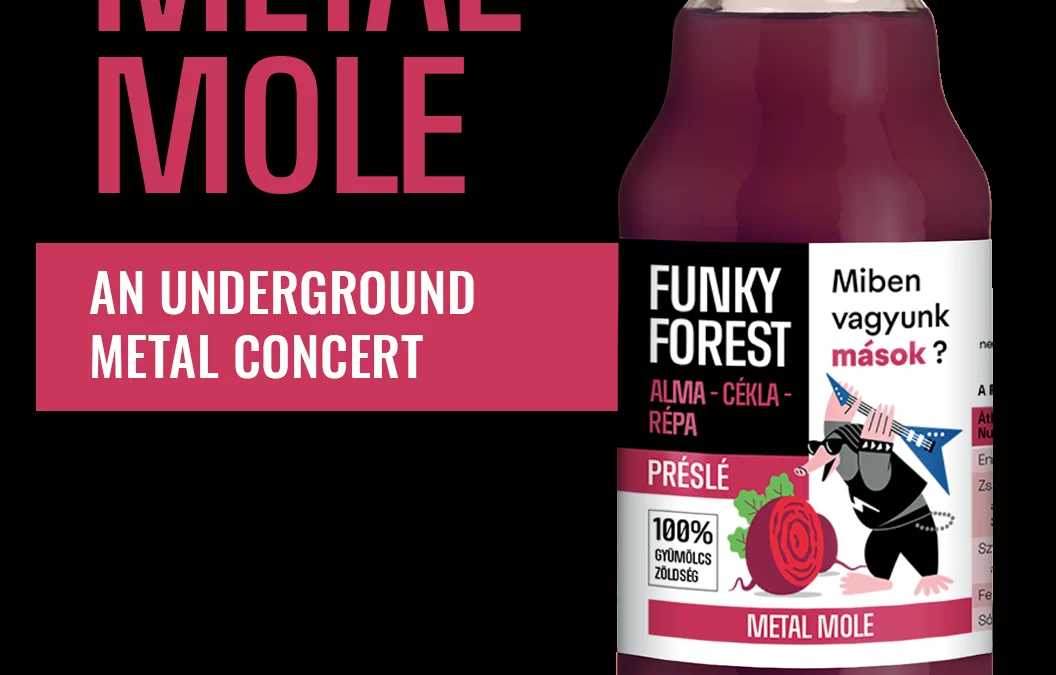 METAL
MOLE
AN UNDERGROUND
METAL CONCERT
FUNKY
FOREST
ALMA - CÉKLA -
RÉPA
PRÉSLÉ
100%
GYÜMÖLCS
ZÖLDSÉG
METAL MOLE
Miben
vagyunk
mások ?